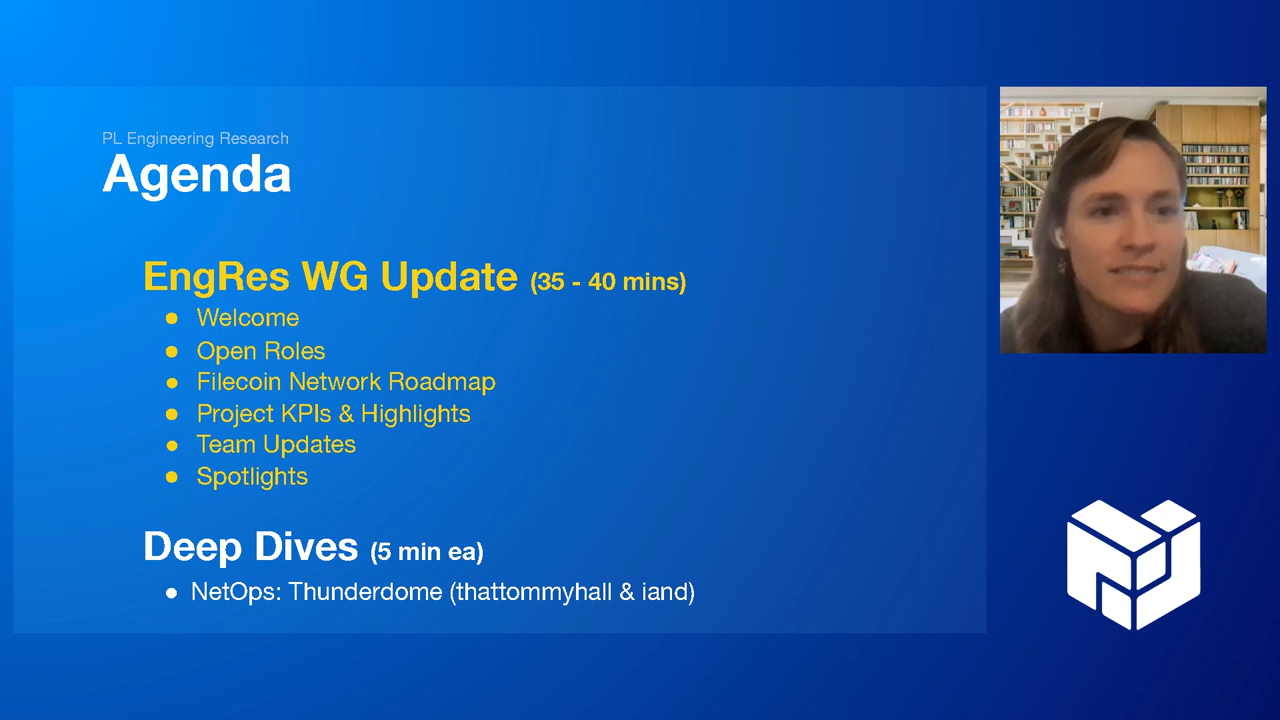 PL Engineering Research
Agenda
EngRes WG Update (35 - 40 mins)
● Welcome
● Open Roles
● Filecoin Network Roadmap
● Project KPIs & Highlights
● Team Updates
● Spotlights
Deep Dives (5 min ea)
● NetOps: Thunderdome (thattommyhall & iand)